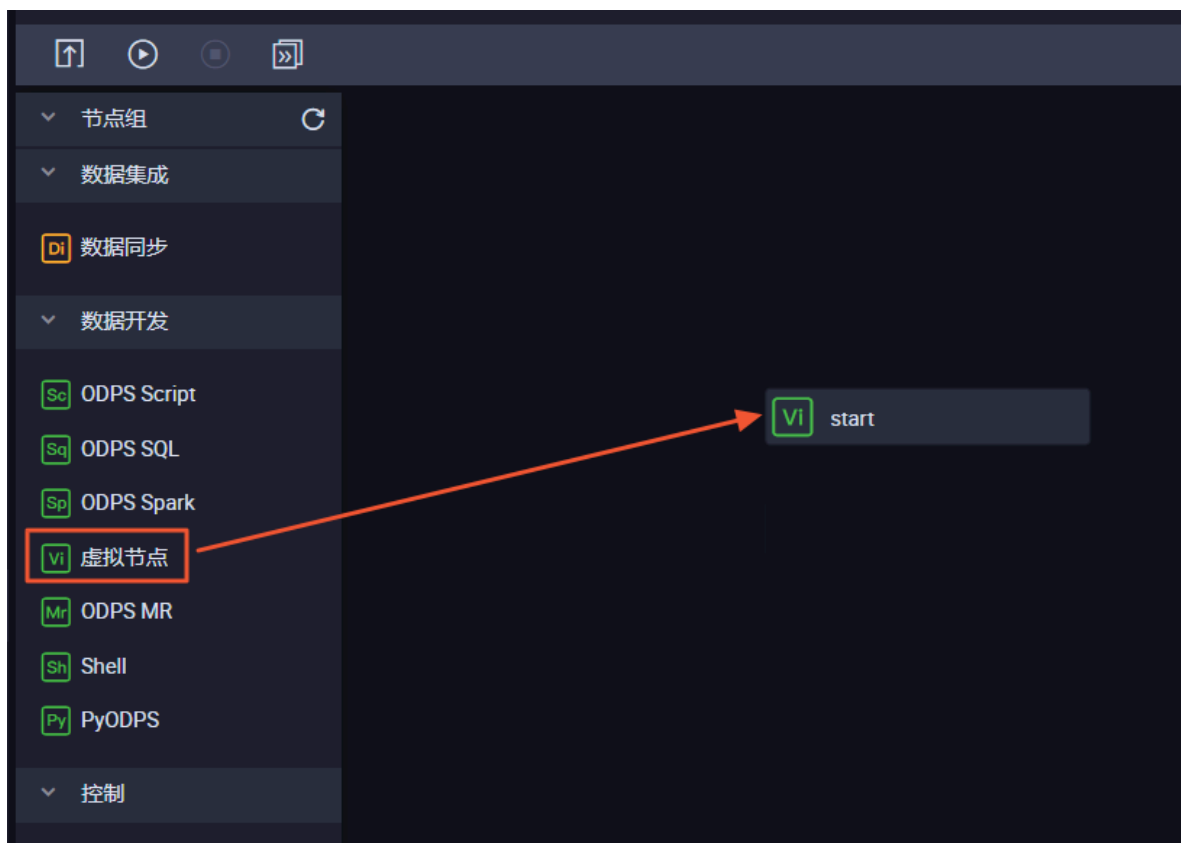 节点组
数据集成
Di 数据同步
数据开发
Sc ODPS Script
Sq ODPS SQL
Sp ODPS Spark
Vi 虚拟节点
Mr ODPS MR
Sh Shell
Py PyODPS
控制
Vi start